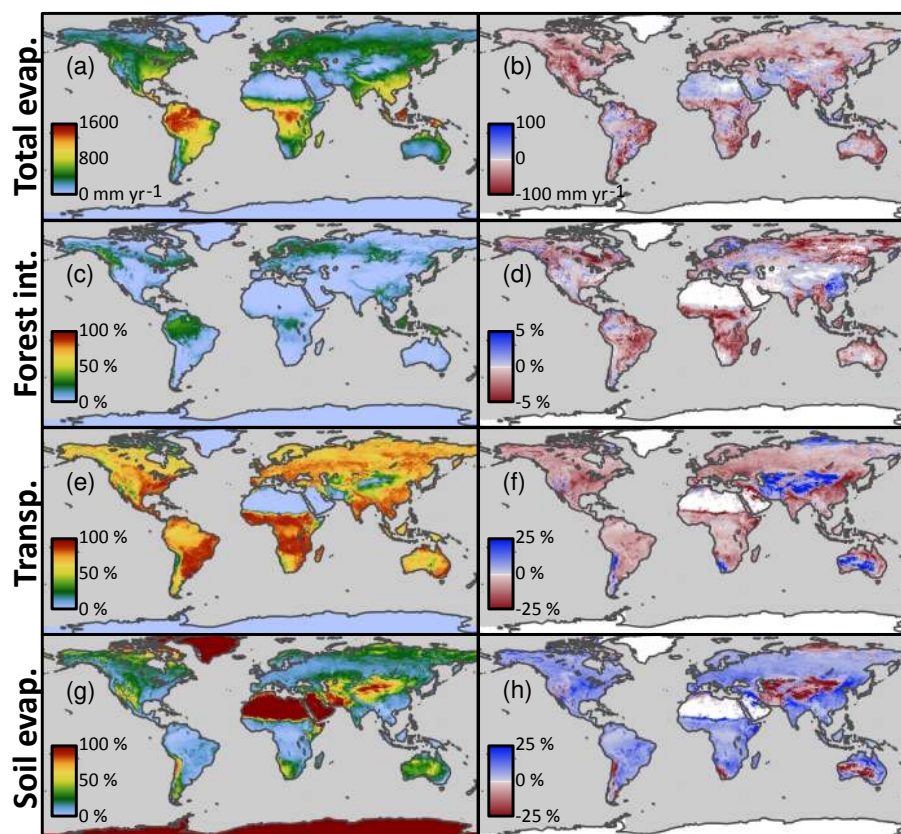 Total evap.
(a)
1600
800
0 mm yr-1
(b)
100
0
-100 mm yr-1
Forest int.
(c)
100 %
50 %
0 %
(d)
5 %
0 %
-5 %
Transp.
(e)
100 %
50 %
0 %
(f)
25 %
0 %
-25 %
Soil evap.
(g)
100 %
50 %
0 %
(h)
25 %
0 %
-25 %